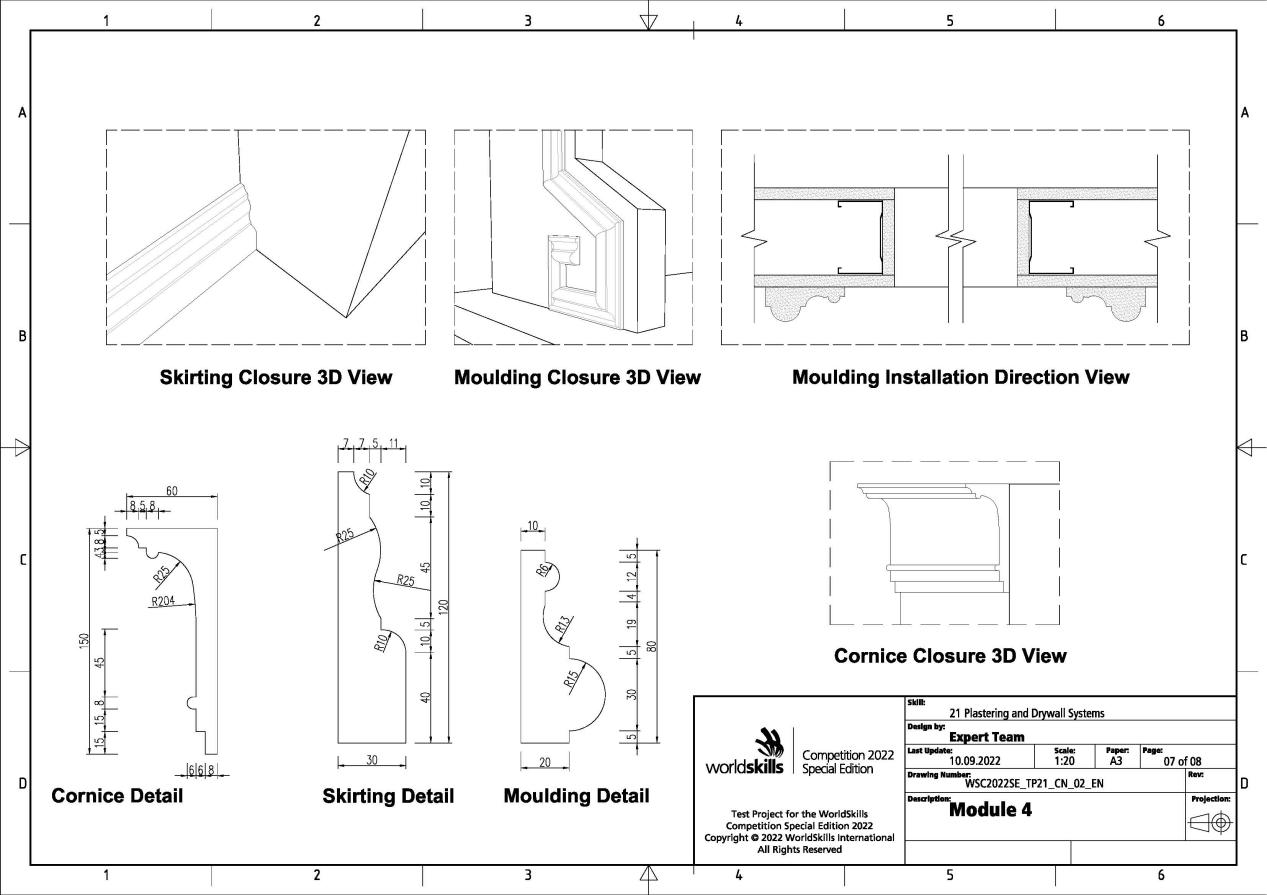 1 2 3 4 5 6
A A
B B
C C
D D
Skirting Closure 3D View
Moulding Closure 3D View
Moulding Installation Direction View
60
8 5 8
5
8
3
4
R25
R204
150
45
8
15
15
6 6 8
Cornice Detail
7 7 5 11
R10
10
10
R25
45
R25
120
5
R10
10
40
30
Skirting Detail
10
5
R6
12
4
R13
19
80
5
R15
30
5
20
Moulding Detail
Cornice Closure 3D View
worldskills
Competition 2022
Special Edition
Test Project for the WorldSkills
Competition Special Edition 2022
Copyright © 2022 WorldSkills International
All Rights Reserved
Skill:
21 Plastering and Drywall Systems
Design by:
Expert Team
Last Update: Scale: Paper: Page:
10.09.2022 1:20 A3 07 of 08
Drawing Number: Rev:
WSC2022SE_TP21_CN_02_EN
Description: Projection:
Module 4
1 2 3 4 5 6